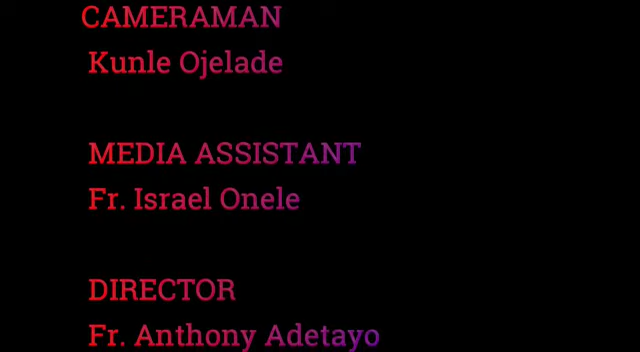 CAMERAMAN
Kunle Ojelade
MEDIA ASSISTANT
Fr. Israel Onele
DIRECTOR
Fr. Anthony Adetayo